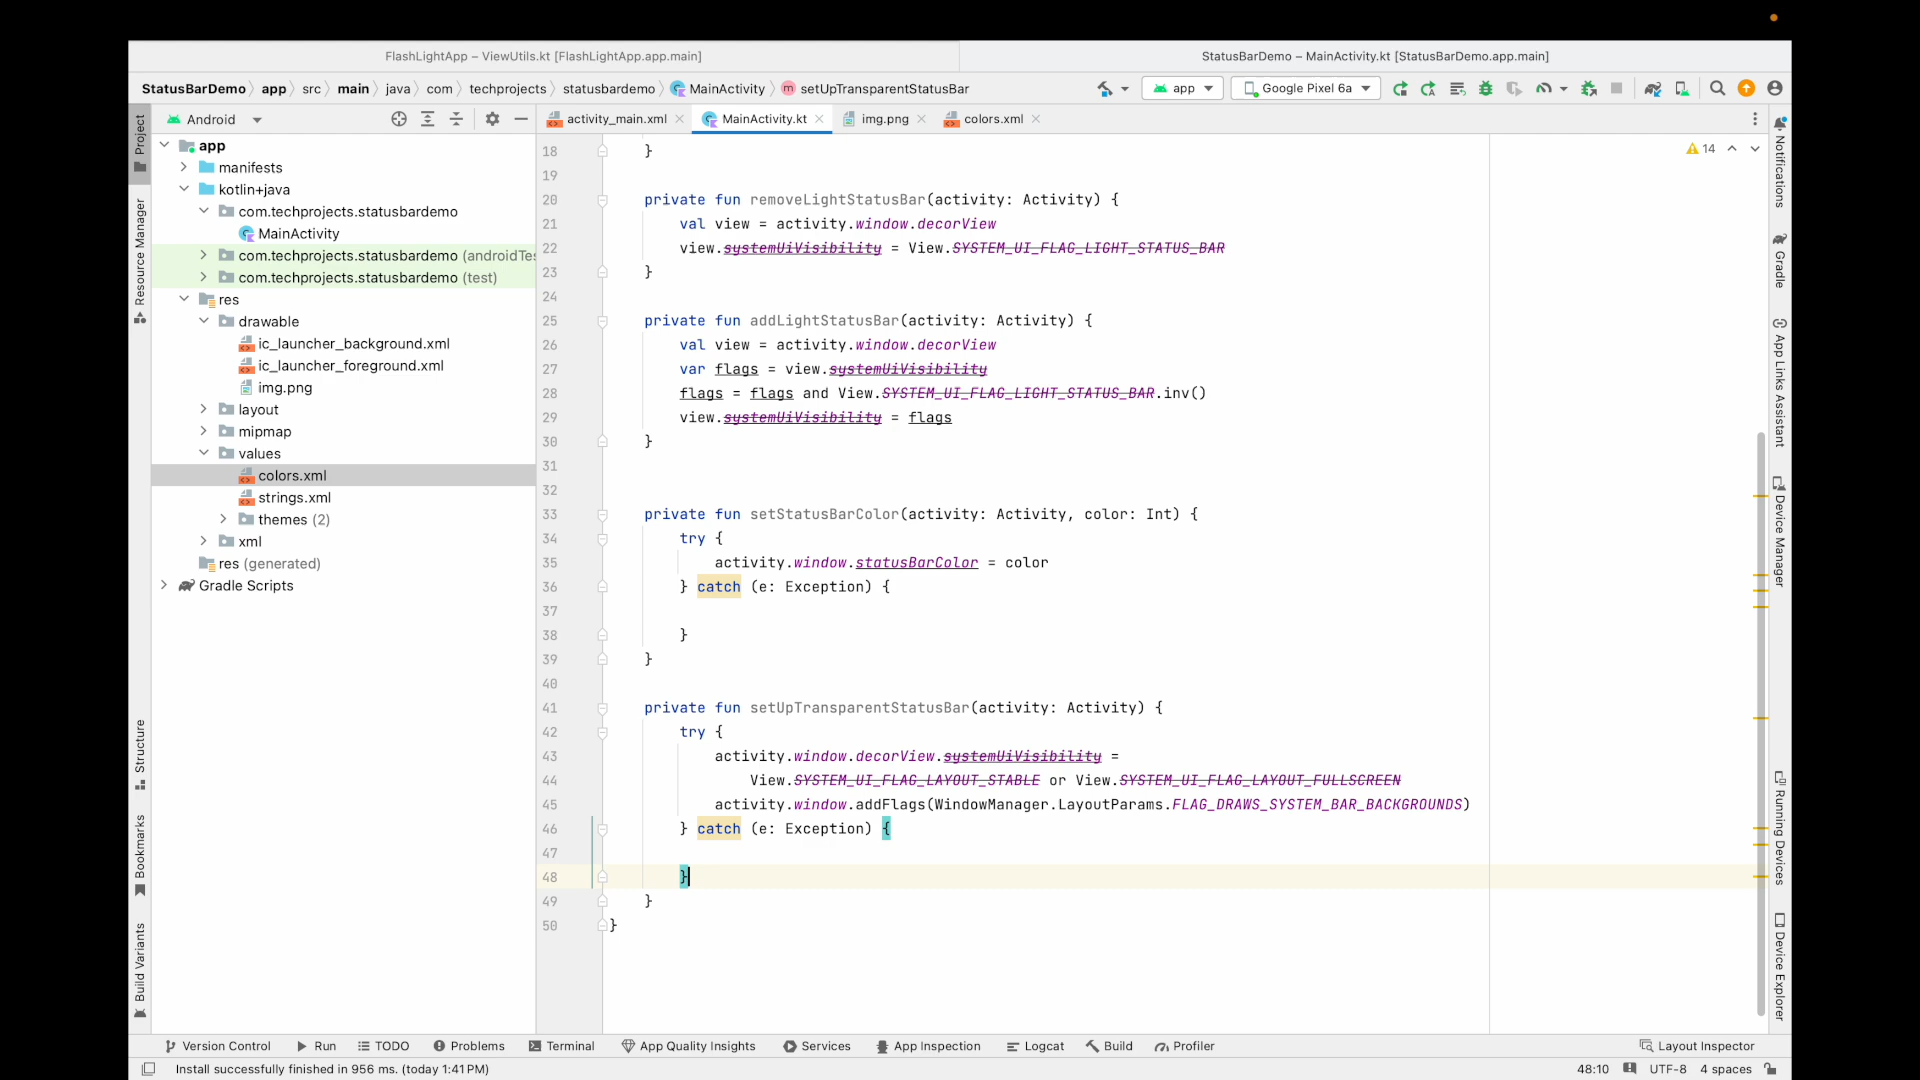 FlashLightApp – ViewUtils.kt [FlashLightApp.app.main]
StatusBarDemo – MainActivity.kt [StatusBarDemo.app.main]
StatusBarDemo app src main java com techprojects statusbardemo MainActivity setUpTransparentStatusBar
app Google Pixel 6a
Android
activity_main.xml MainActivity.kt img.png colors.xml
Project
Resource Manager
Structure
Bookmarks
Build Variants
app
manifests
kotlin+java
com.techprojects.statusbardemo
MainActivity
com.techprojects.statusbardemo (androidTes
com.techprojects.statusbardemo (test)
res
drawable
ic_launcher_background.xml
ic_launcher_foreground.xml
img.png
layout
mipmap
values
colors.xml
strings.xml
themes (2)
xml
res (generated)
Gradle Scripts
14
18 }
19
20 private fun removeLightStatusBar(activity: Activity) {
21 val view = activity.window.decorView
22 view.systemUiVisibility = View.SYSTEM_UI_FLAG_LIGHT_STATUS_BAR
23 }
24
25 private fun addLightStatusBar(activity: Activity) {
26 val view = activity.window.decorView
27 var flags = view.systemUiVisibility
28 flags = flags and View.SYSTEM_UI_FLAG_LIGHT_STATUS_BAR.inv()
29 view.systemUiVisibility = flags
30 }
31
32
33 private fun setStatusBarColor(activity: Activity, color: Int) {
34 try {
35 activity.window.statusBarColor = color
36 } catch (e: Exception) {
37
38 }
39 }
40
41 private fun setUpTransparentStatusBar(activity: Activity) {
42 try {
43 activity.window.decorView.systemUiVisibility =
44 View.SYSTEM_UI_FLAG_LAYOUT_STABLE or View.SYSTEM_UI_FLAG_LAYOUT_FULLSCREEN
45 activity.window.addFlags(WindowManager.LayoutParams.FLAG_DRAWS_SYSTEM_BAR_BACKGROUNDS)
46 } catch (e: Exception) {
47
48 }
49 }
50 }
Notifications
Gradle
App Links Assistant
Device Manager
Running Devices
Device Explorer
Version Control Run TODO Problems Terminal App Quality Insights Services App Inspection Logcat Build Profiler Layout Inspector
Install successfully finished in 956 ms. (today 1:41 PM) 48:10 UTF-8 4 spaces